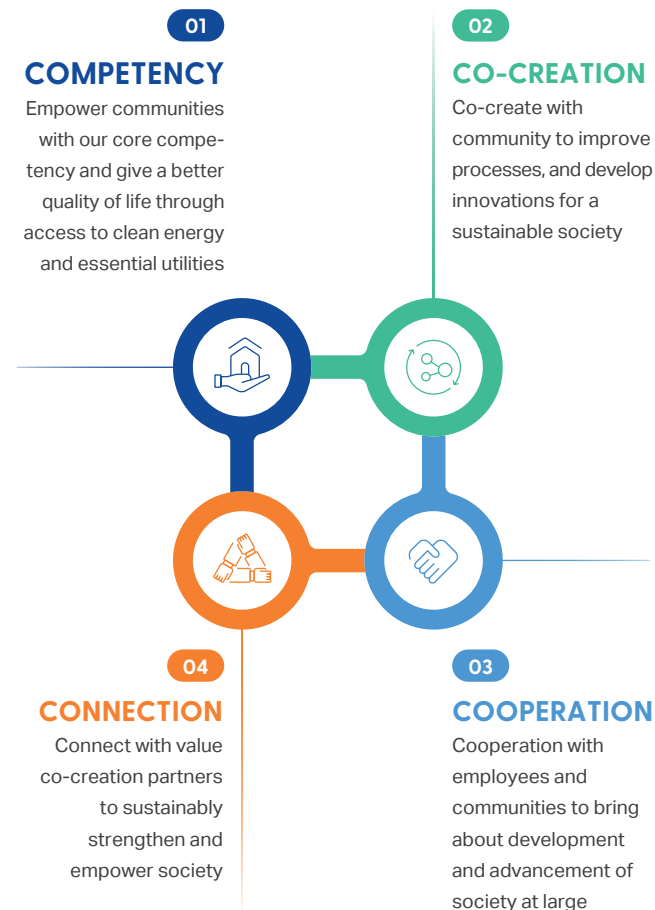 01
COMPETENCY
Empower communities
with our core compe-
tency and give a better
quality of life through
access to clean energy
and essential utilities
02
CO-CREATION
Co-create with
community to improve
processes, and develop
innovations for a
sustainable society
03
COOPERATION
Cooperation with
employees and
communities to bring
about development
and advancement of
society at large
04
CONNECTION
Connect with value
co-creation partners
to sustainably
strengthen and
empower society